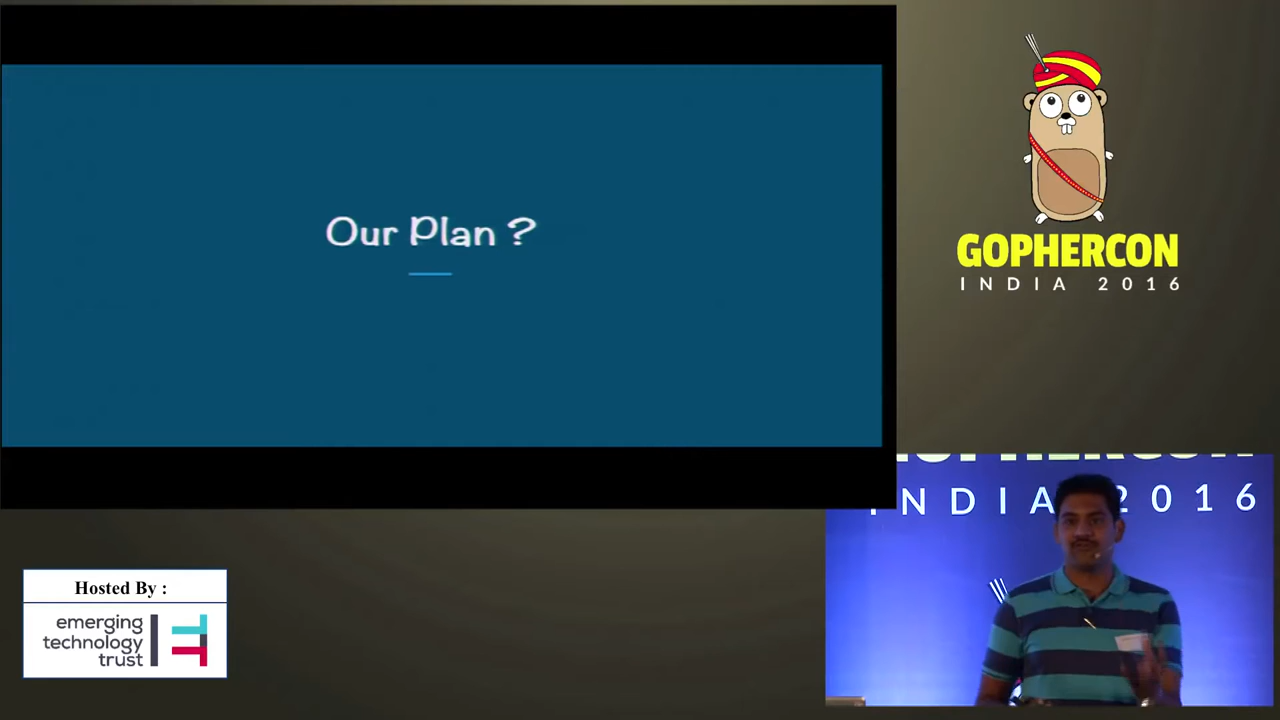 Our Plan ?
GOPHERCON
INDIA 2016
INDIA 2016
Hosted By :
emerging
technology
trust